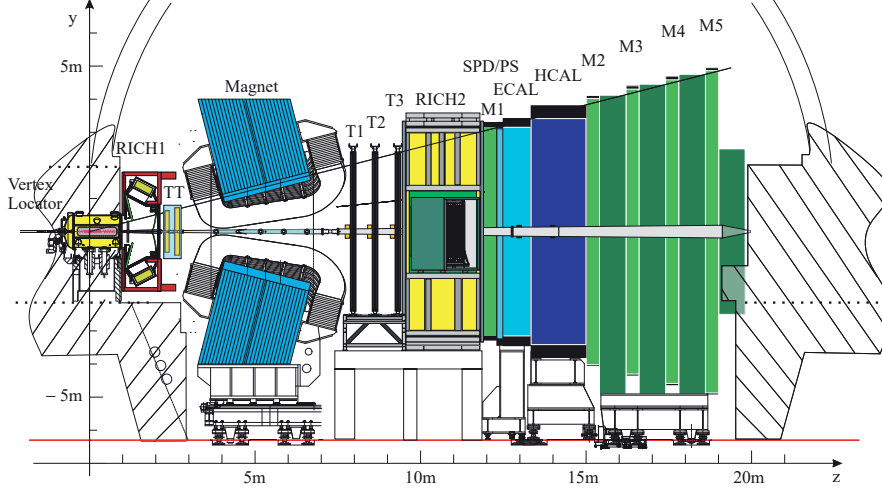 y
5m
Magnet
SPD/PS
ECAL
HCAL
M1
M2
M3
M4
M5
T1
T2
T3
RICH2
RICH1
TT
Vertex
Locator
− 5m
5m
10m
15m
20m
z